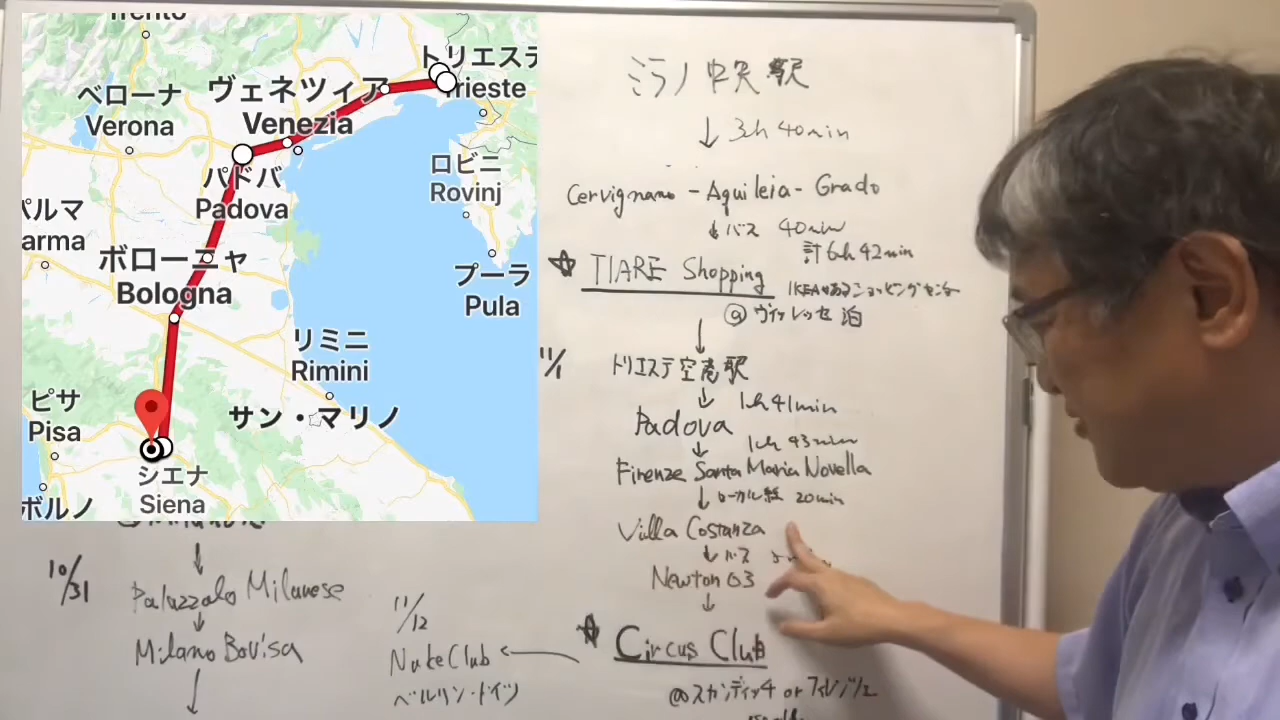 Trento
トリエステ
Trieste
ヴェネツィア
Venezia
ベローナ
Verona
パドバ
Padova
ロビニ
Rovinj
パルマ
arma
ボローニャ
Bologna
プーラ
Pula
リミニ
Rimini
サン・マリノ
ピサ
Pisa
シエナ
Siena
ボルノ
10/31
Palazzolo Milanese
Milano Bovisa
11/12
Nuke Club
ベルリン・ドイツ
ミラノ中央駅
3h 40min
Cervignano - Aquileia - Grado
バス 40min
計6h 42min
☆ TIARE Shopping
IKEAがあるショッピングセンター
@ヴィレッセ 泊
11/1
トリエステ空港駅
1h 41min
Padova
1h 43min
Firenze Santa Maria Novella
ローカル線 20min
Villa Costanza
バス
Newton 03
☆ Circus Club
@スカンディッチ or フィレンツェ